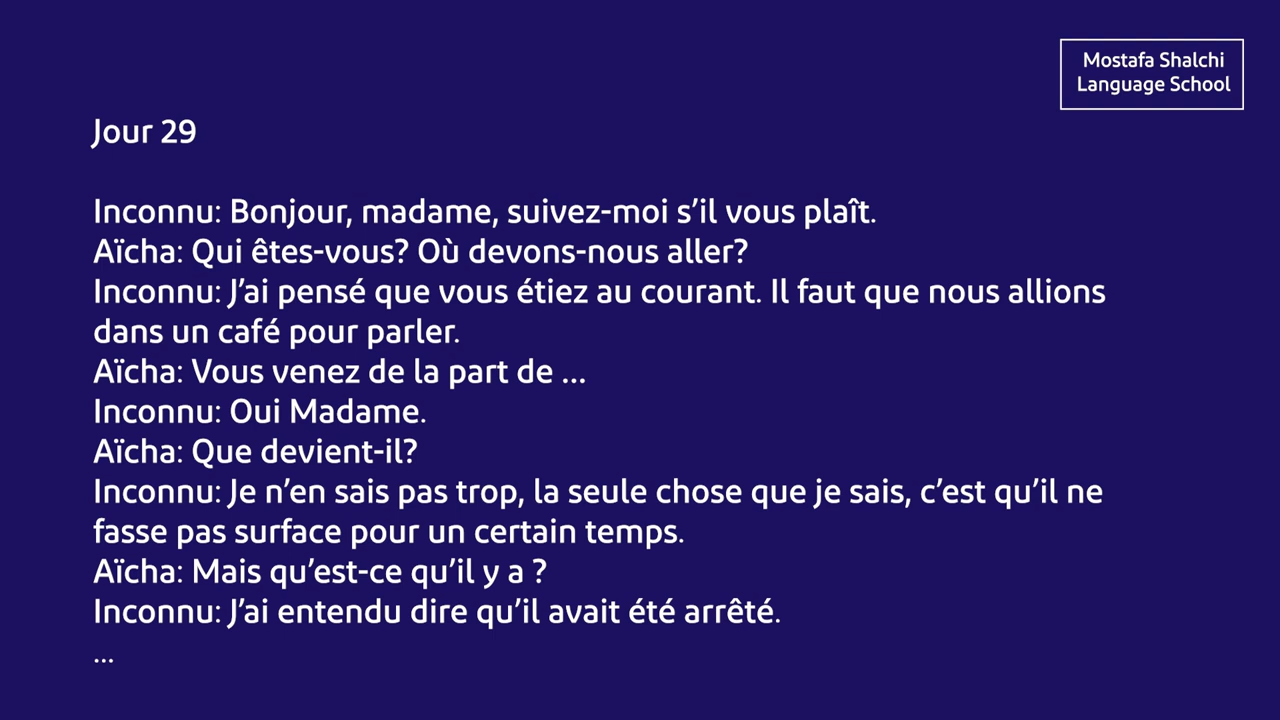 Mostafa Shalchi
Language School
Jour 29
Inconnu: Bonjour, madame, suivez-moi s’il vous plaît.
Aïcha: Qui êtes-vous? Où devons-nous aller?
Inconnu: J’ai pensé que vous étiez au courant. Il faut que nous allions
dans un café pour parler.
Aïcha: Vous venez de la part de ...
Inconnu: Oui Madame.
Aïcha: Que devient-il?
Inconnu: Je n’en sais pas trop, la seule chose que je sais, c’est qu’il ne
fasse pas surface pour un certain temps.
Aïcha: Mais qu’est-ce qu’il y a ?
Inconnu: J’ai entendu dire qu’il avait été arrêté.
...